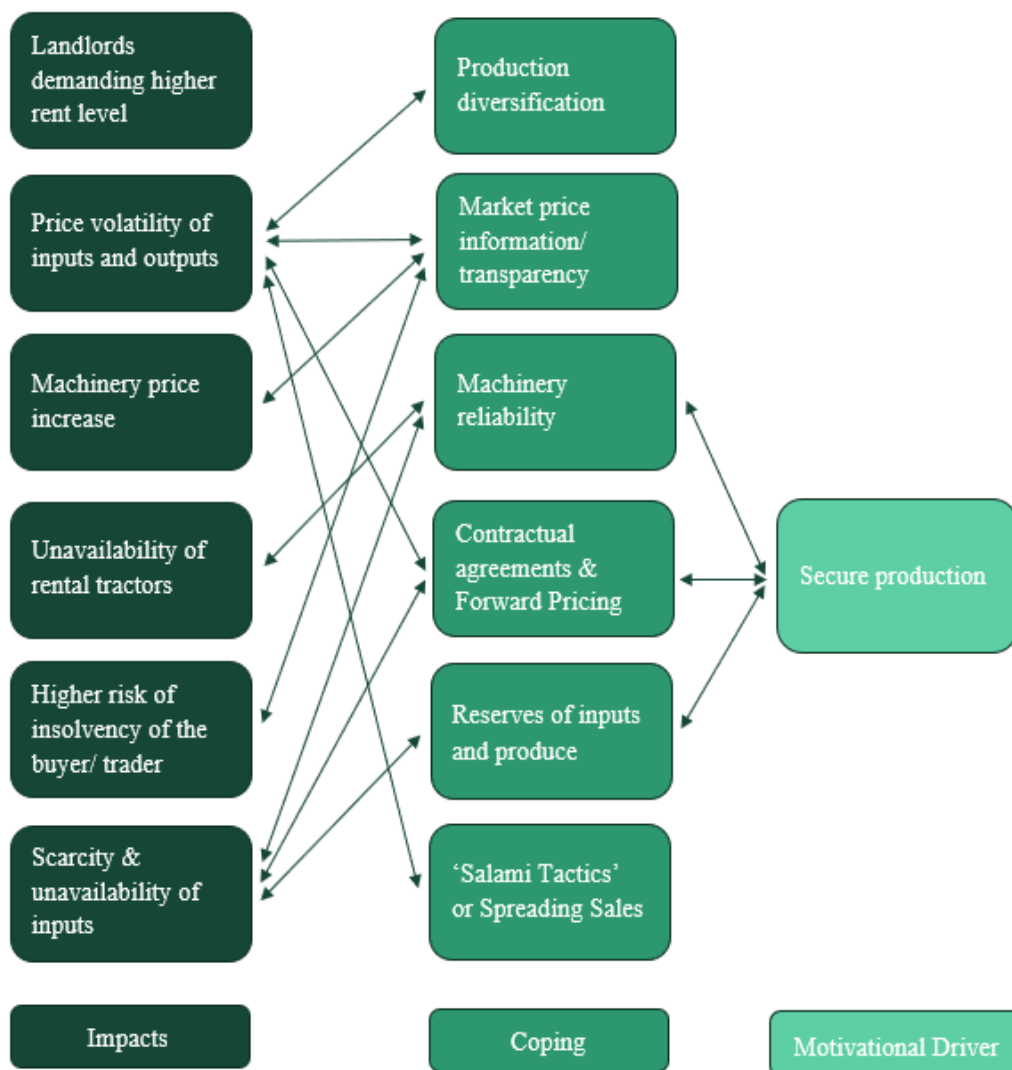 Landlords
demanding higher
rent level
Price volatility of
inputs and outputs
Machinery price
increase
Unavailability of
rental tractors
Higher risk of
insolvency of the
buyer/ trader
Scarcity &
unavailability of
inputs
Impacts
Production
diversification
Market price
information/
transparency
Machinery
reliability
Contractual
agreements &
Forward Pricing
Reserves of inputs
and produce
‘Salami Tactics’
or Spreading Sales
Coping
Secure production
Motivational Driver